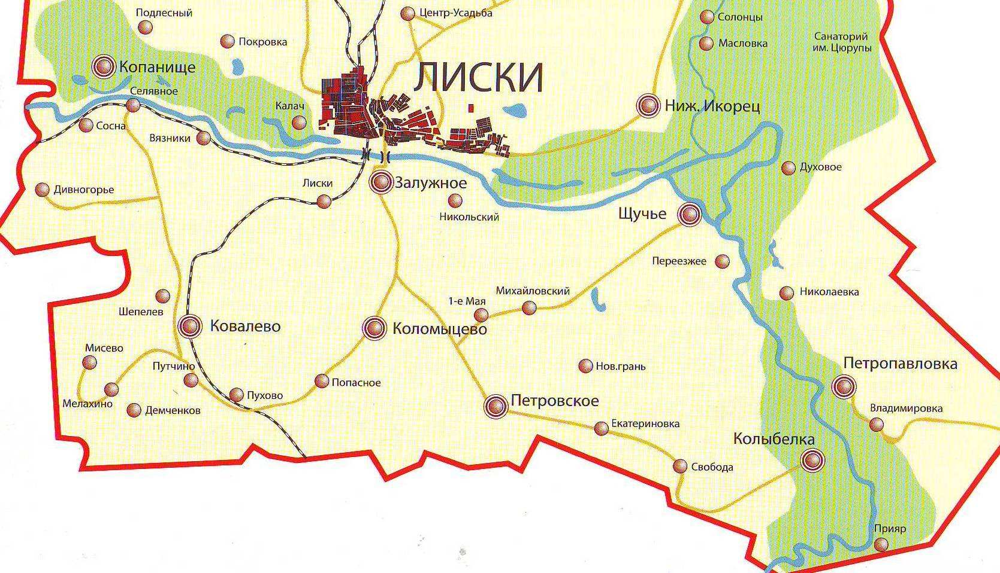 Подлесный
Центр-Усадьба
Солонцы
Покровка
Масловка
Санаторий
им. Цюрупы
Копанище
ЛИСКИ
Селявное
Калач
Ниж. Икорец
Сосна
Вязники
Духовое
Лиски
Залужное
Дивногорье
Никольский
Щучье
Переезжее
Михайловский
Николаевка
1-е Мая
Шепелев
Ковалево
Коломыцево
Мисево
Путчино
Нов.грань
Петропавловка
Попасное
Пухово
Мелахино
Демченков
Петровское
Владимировка
Екатериновка
Колыбелка
Свобода
Прияр